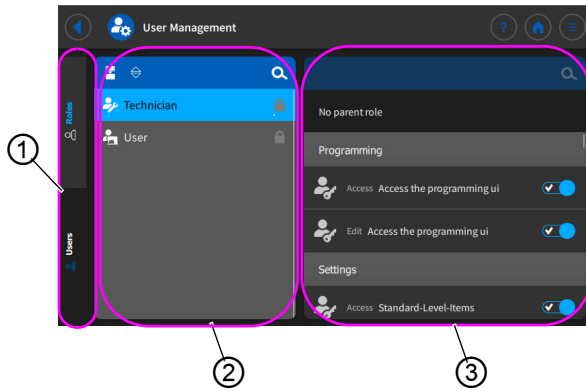 User Management
?
Roles
Users
Technician
User
No parent role
Programming
Access Access the programming ui
Edit Access the programming ui
Settings
Access Standard-Level-Items
1
2
3